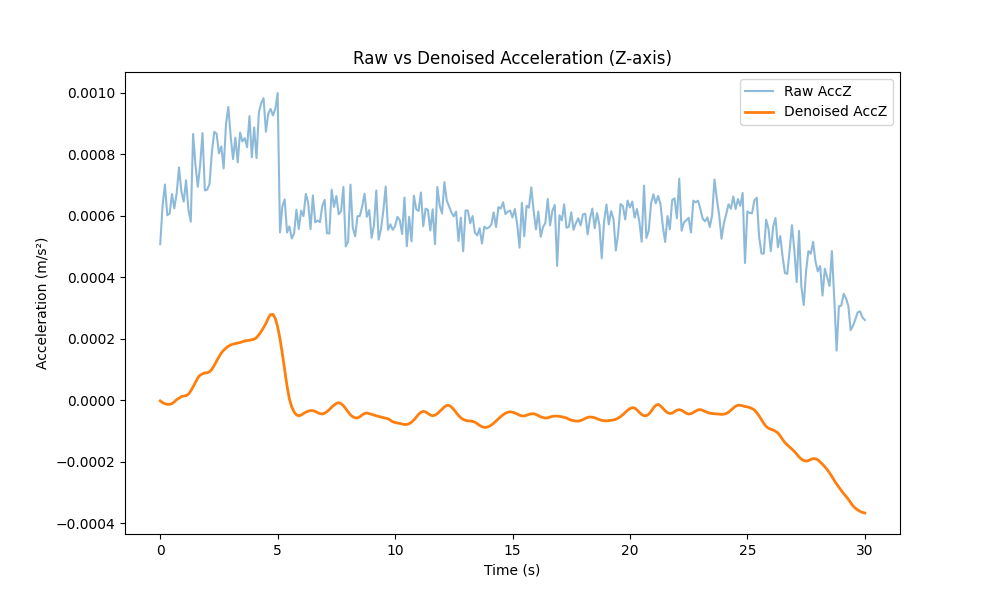 Raw vs Denoised Acceleration (Z-axis)
Raw AccZ
Denoised AccZ
Acceleration (m/s²)
0.0010
0.0008
0.0006
0.0004
0.0002
0.0000
−0.0002
−0.0004
0 5 10 15 20 25 30
Time (s)